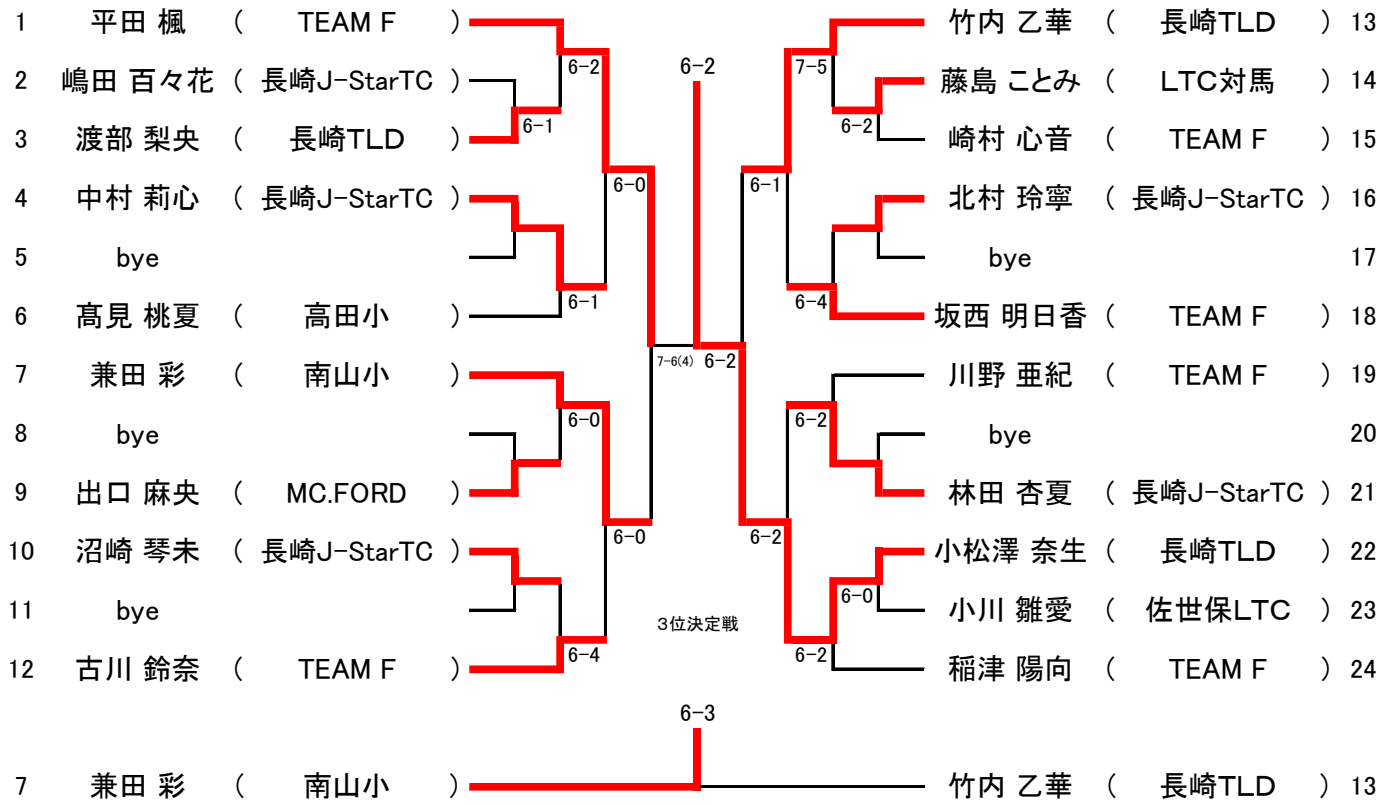 1 平田 楓 ( TEAM F )
2 嶋田 百々花 ( 長崎J-StarTC )
3 渡部 梨央 ( 長崎TLD )
4 中村 莉心 ( 長崎J-StarTC )
5 bye
6 髙見 桃夏 ( 高田小 )
7 兼田 彩 ( 南山小 )
8 bye
9 出口 麻央 ( MC.FORD )
10 沼崎 琴未 ( 長崎J-StarTC )
11 bye
12 古川 鈴奈 ( TEAM F )
6-2
6-1
6-0
6-1
6-0
6-0
6-4
6-2
7-6(4) 6-2
3位決定戦
7-5
6-2
6-1
6-4
6-2
6-2
6-0
6-2
竹内 乙華 ( 長崎TLD ) 13
藤島 ことみ ( LTC対馬 ) 14
崎村 心音 ( TEAM F ) 15
北村 玲寧 ( 長崎J-StarTC ) 16
bye 17
坂西 明日香 ( TEAM F ) 18
川野 亜紀 ( TEAM F ) 19
bye 20
林田 杏夏 ( 長崎J-StarTC ) 21
小松澤 奈生 ( 長崎TLD ) 22
小川 雛愛 ( 佐世保LTC ) 23
稲津 陽向 ( TEAM F ) 24
6-3
7 兼田 彩 ( 南山小 )
竹内 乙華 ( 長崎TLD ) 13